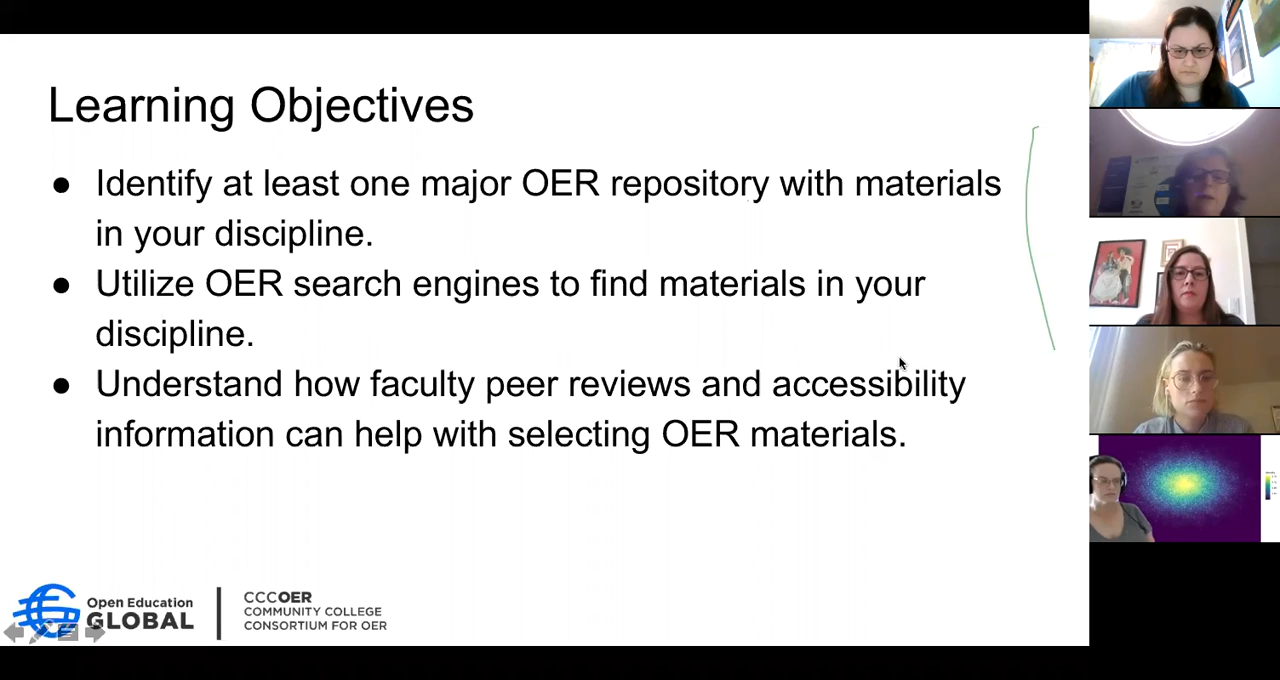 Learning Objectives
● Identify at least one major OER repository with materials
in your discipline.
● Utilize OER search engines to find materials in your
discipline.
● Understand how faculty peer reviews and accessibility
information can help with selecting OER materials.
Open Education
GLOBAL
CCCOER
COMMUNITY COLLEGE
CONSORTIUM FOR OER